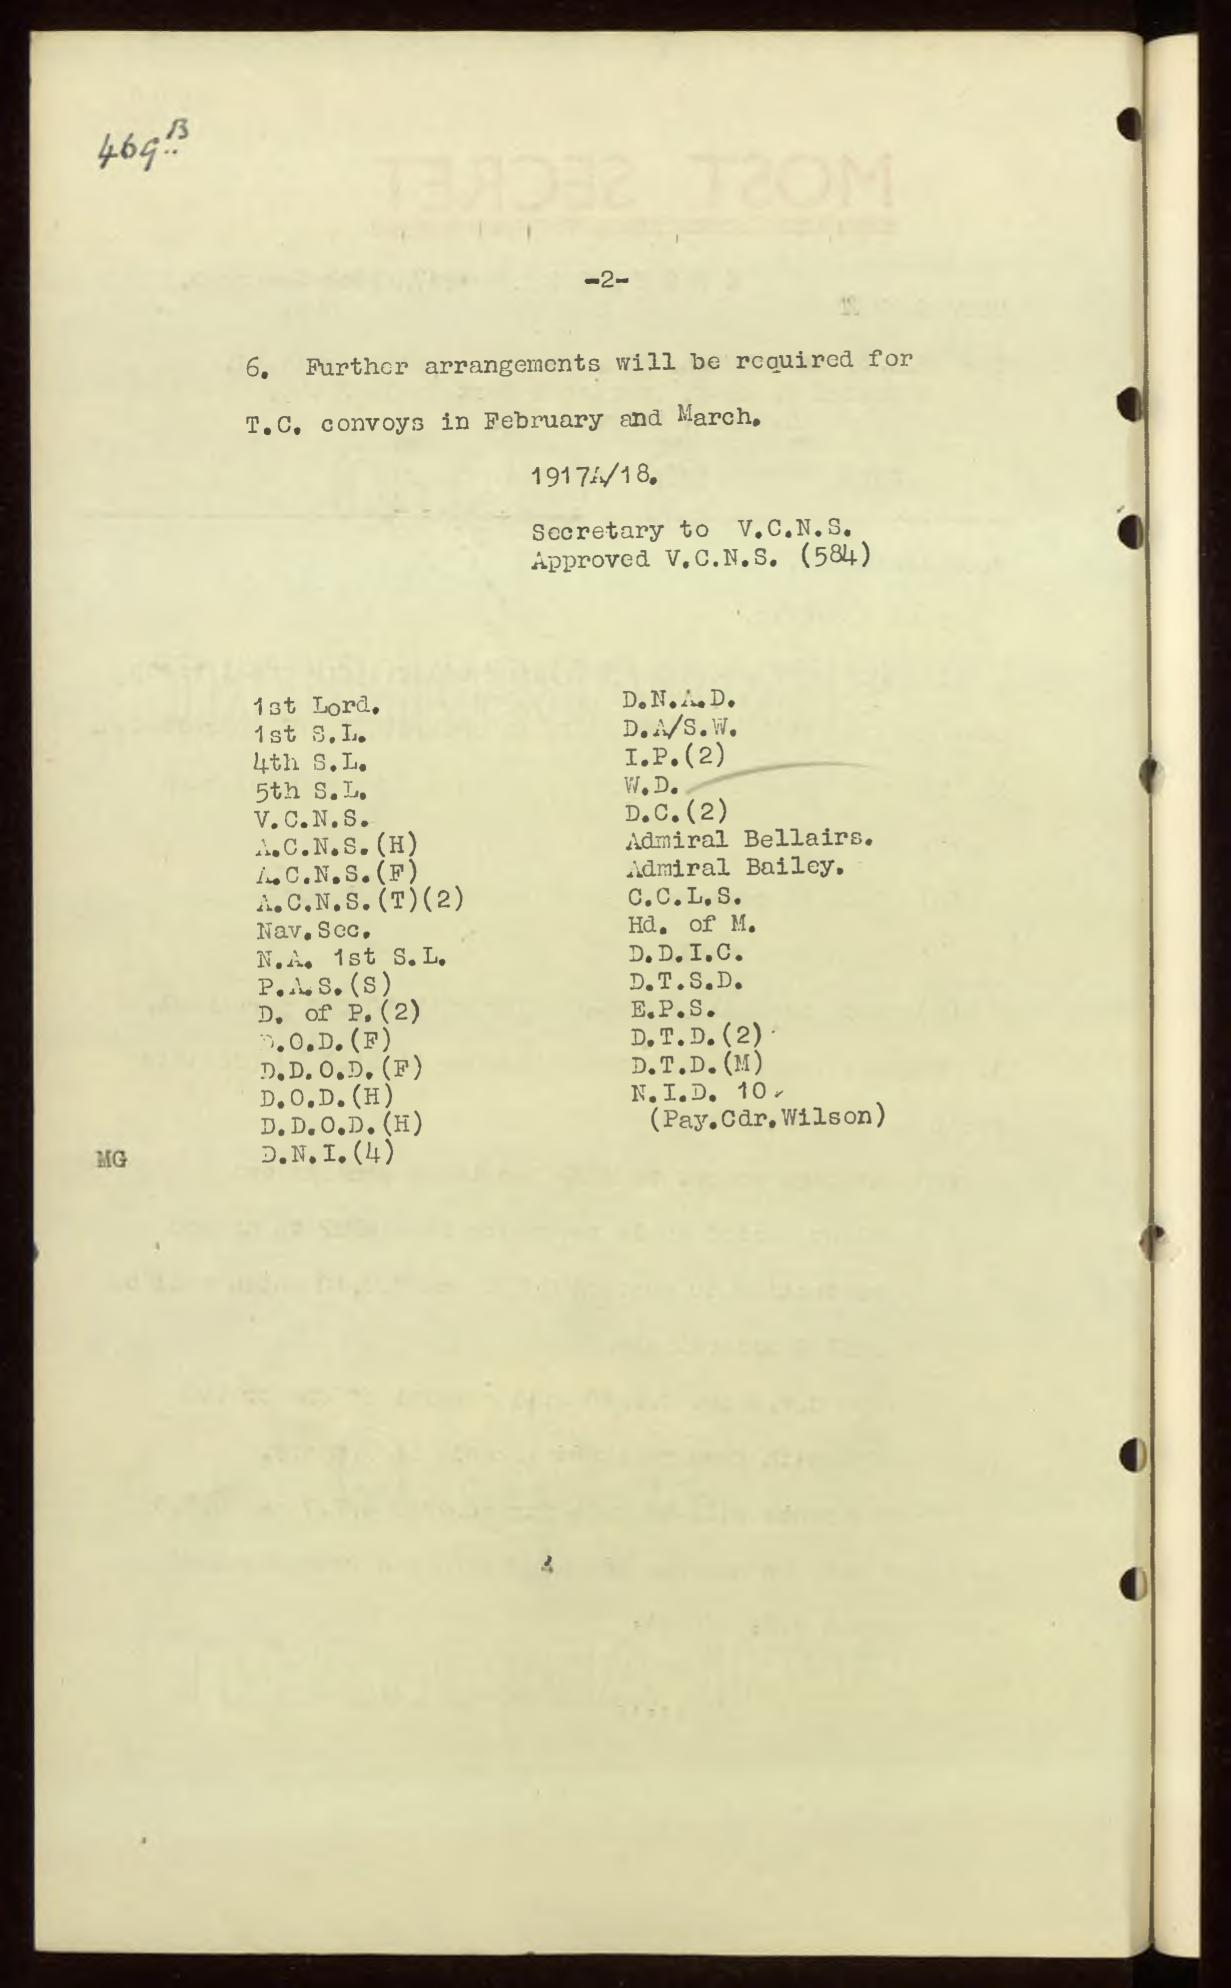 469B
-2-
6. Further arrangements will be required for
T.C. convoys in February and March.
1917A/18.
Secretary to V.C.N.S.
Approved V.C.N.S. (584)
1st Lord.
1st S.L.
4th S.L.
5th S.L.
V.C.N.S.
A.C.N.S.(H)
A.C.N.S.(F)
A.C.N.S.(T)(2)
Nav.Sec.
N.A. 1st S.L.
P.A.S.(S)
D. of P.(2)
D.O.D.(F)
D.D.O.D.(F)
D.O.D.(H)
D.D.O.D.(H)
D.N.I.(4)
MG
D.N.A.D.
D.A/S.W.
I.P.(2)
W.D.
D.C.(2)
Admiral Bellairs.
Admiral Bailey.
C.C.L.S.
Hd. of M.
D.D.I.C.
D.T.S.D.
E.P.S.
D.T.D.(2)
D.T.D.(M)
N.I.D. 10.
(Pay.Cdr.Wilson)